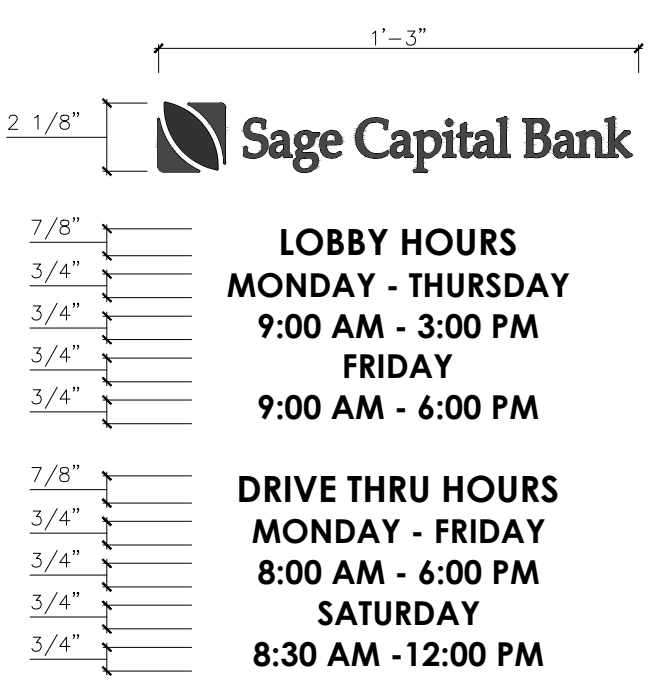 1'-3"
2 1/8" Sage Capital Bank
7/8" LOBBY HOURS
3/4" MONDAY - THURSDAY
3/4" 9:00 AM - 3:00 PM
3/4" FRIDAY
3/4" 9:00 AM - 6:00 PM
7/8" DRIVE THRU HOURS
3/4" MONDAY - FRIDAY
3/4" 8:00 AM - 6:00 PM
3/4" SATURDAY
3/4" 8:30 AM -12:00 PM